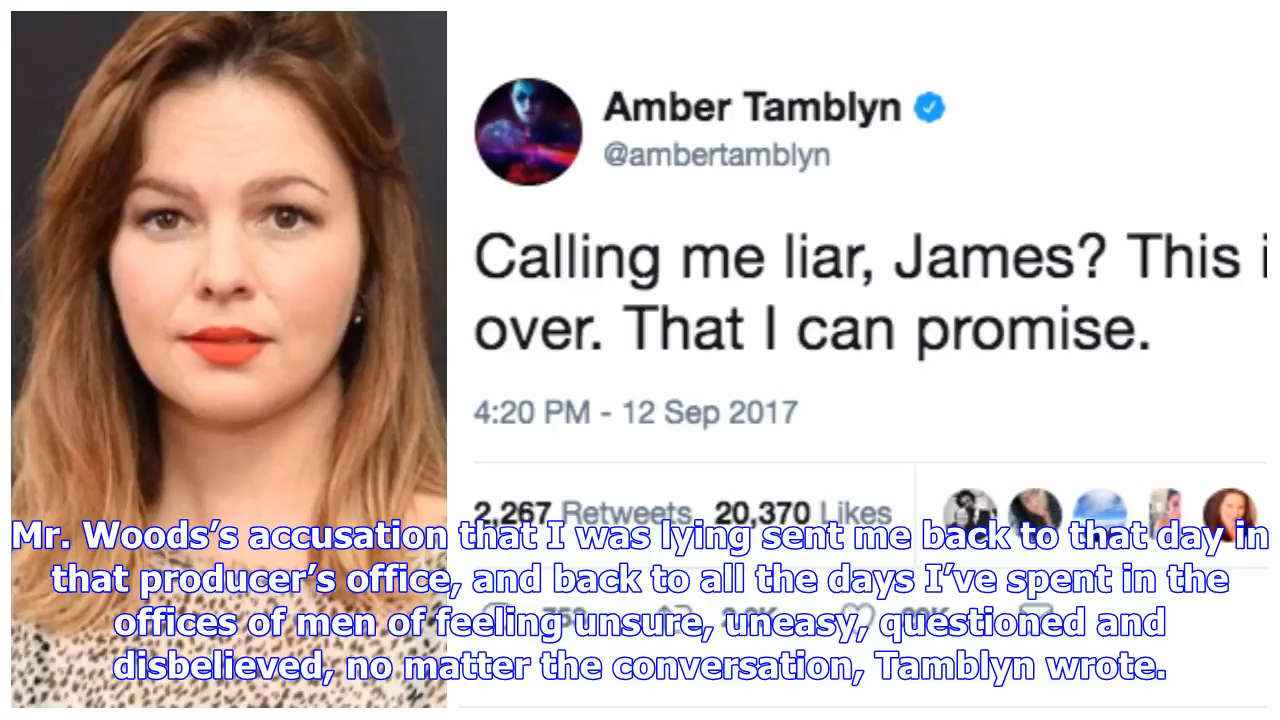 Amber Tamblyn
@ambertamblyn
Calling me liar, James? This
over. That I can promise.
4:20 PM - 12 Sep 2017
2,267 Retweets 20,370 Likes
Mr. Woods’s accusation that I was lying sent me back to that day in
that producer’s office, and back to all the days I’ve spent in the
offices of men of feeling unsure, uneasy, questioned and
disbelieved, no matter the conversation, Tamblyn wrote.